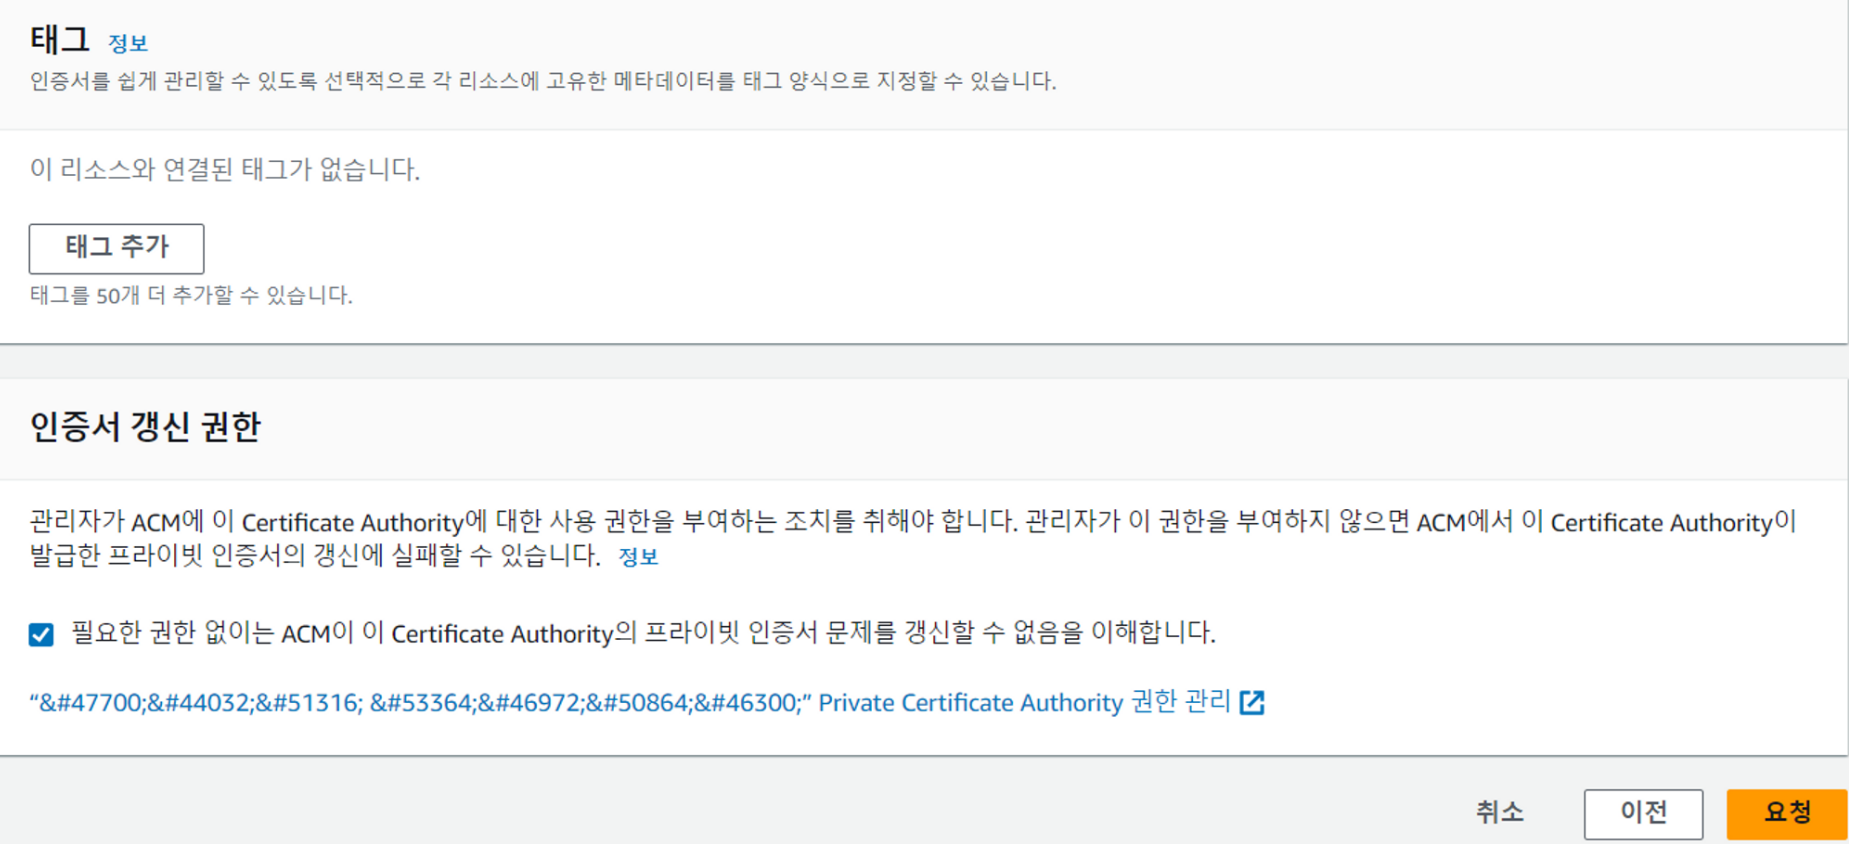 태그 정보
인증서를 쉽게 관리할 수 있도록 선택적으로 각 리소스에 고유한 메타데이터를 태그 양식으로 지정할 수 있습니다.
이 리소스와 연결된 태그가 없습니다.
태그 추가
태그를 50개 더 추가할 수 있습니다.
인증서 갱신 권한
관리자가 ACM에 이 Certificate Authority에 대한 사용 권한을 부여하는 조치를 취해야 합니다. 관리자가 이 권한을 부여하지 않으면 ACM에서 이 Certificate Authority이
발급한 프라이빗 인증서의 갱신에 실패할 수 있습니다. 정보
필요한 권한 없이는 ACM이 이 Certificate Authority의 프라이빗 인증서 문제를 갱신할 수 없음을 이해합니다.
“&#47700;&#44032;&#51316; &#53364;&#46972;&#50864;&#46300;” Private Certificate Authority 권한 관리
취소 이전 요청